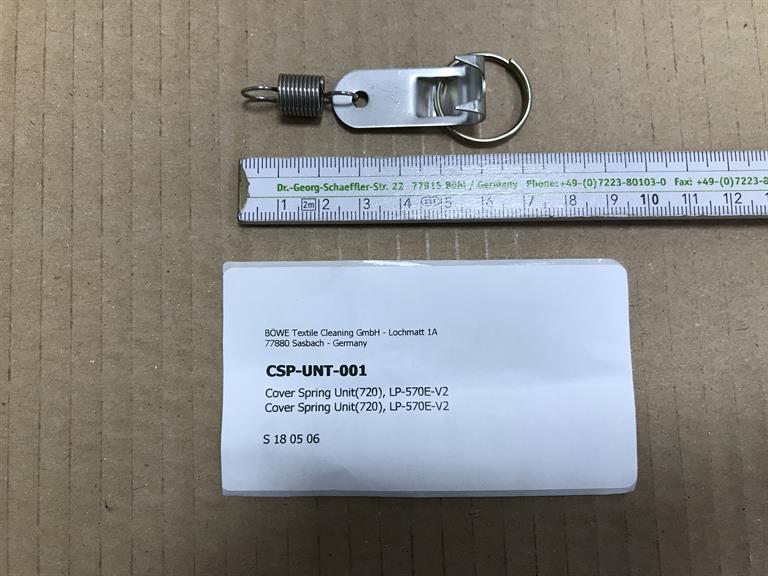 Dr.-Georg-Schaeffler-Str. 22 77815 Bühl / Germany Phone: +49-(0)7223-80103-0 Fax: +49-(0)7223-8
1 2m 2 3 4 5 6 7 8 9 10 11 12
BÖWE Textile Cleaning GmbH - Lochmatt 1A
77880 Sasbach - Germany
CSP-UNT-001
Cover Spring Unit(720), LP-570E-V2
Cover Spring Unit(720), LP-570E-V2
S 18 05 06